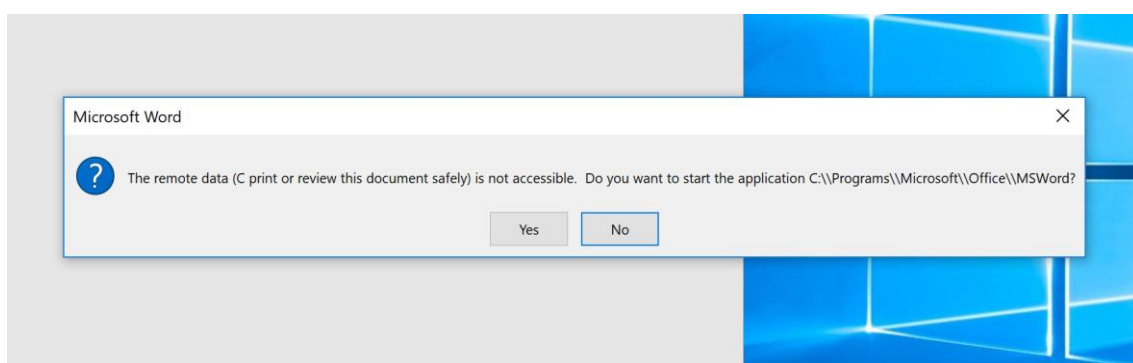 Microsoft Word
The remote data (C print or review this document safely) is not accessible.  Do you want to start the application C:\\Programs\\Microsoft\\Office\\MSWord?
Yes
No